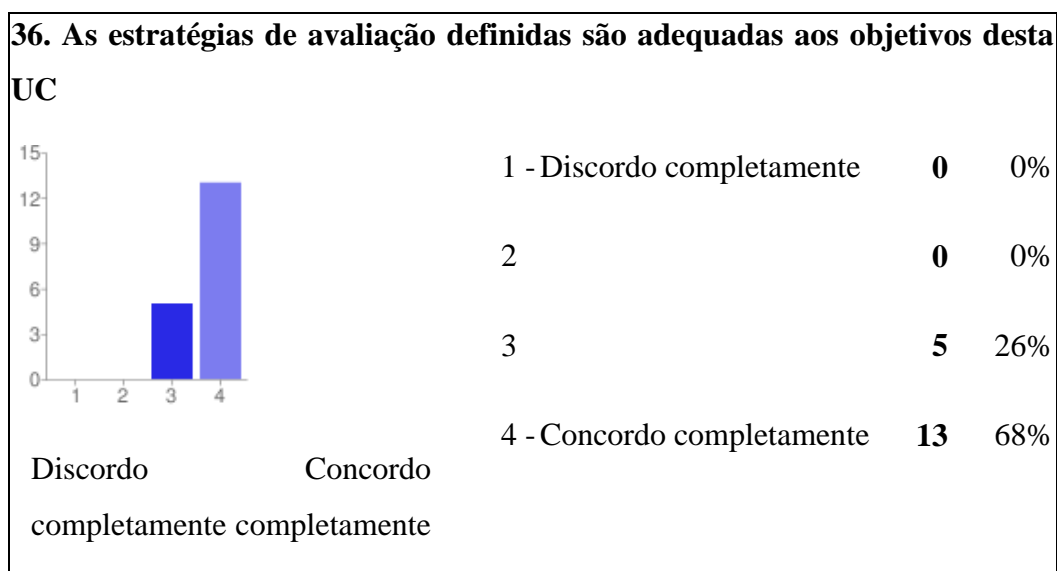 36. As estratégias de avaliação definidas são adequadas aos objetivos desta
UC
15
12
9
6
3
0
1 2 3 4
Discordo Concordo
completamente completamente
1 - Discordo completamente 0 0%
2 0 0%
3 5 26%
4 - Concordo completamente 13 68%